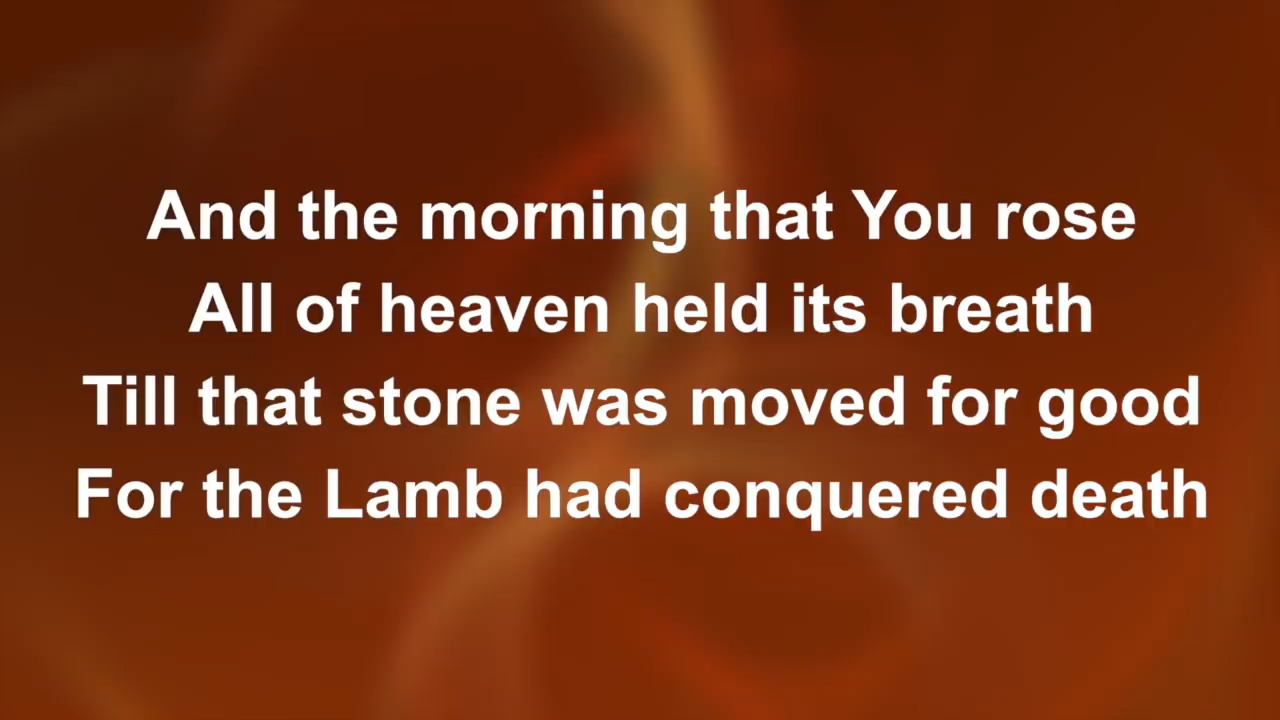 And the morning that You rose
All of heaven held its breath
Till that stone was moved for good
For the Lamb had conquered death